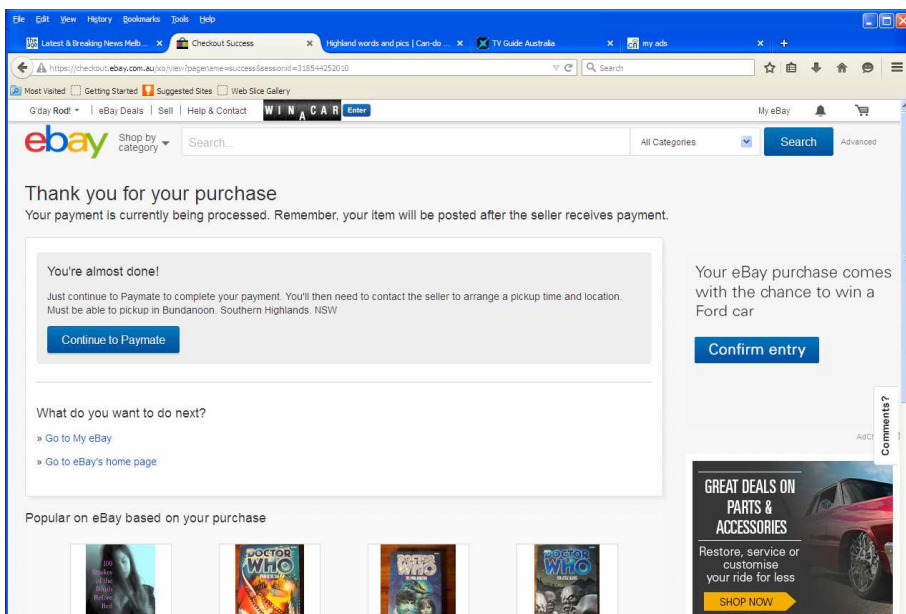 File Edit View History Bookmarks Tools Help
Latest & Breaking News Melb... × Checkout Success × Highland words and pics | Can-do ... × TV Guide Australia × my ads × +
https://checkout.ebay.com.au/xo/view?pagename=success&sessionid=318544252010 Search
Most Visited Getting Started Suggested Sites Web Slice Gallery
G'day Rod! eBay Deals Sell Help & Contact WIN A CAR Enter My eBay
ebay Shop by category Search... All Categories Search Advanced
Thank you for your purchase
Your payment is currently being processed. Remember, your item will be posted after the seller receives payment.
You're almost done!
Just continue to Paymate to complete your payment. You'll then need to contact the seller to arrange a pickup time and location.
Must be able to pickup in Bundanoon. Southern Highlands. NSW
Continue to Paymate
What do you want to do next?
» Go to My eBay
» Go to eBay's home page
Your eBay purchase comes
with the chance to win a
Ford car
Confirm entry
Comments?
GREAT DEALS ON
PARTS &
ACCESSORIES
Restore, service or
customise
your ride for less
SHOP NOW
Popular on eBay based on your purchase
100
Strokes
of the
Brush
Before
Bed
DOCTOR
WHO
DOCTOR
WHO
DOCTOR
WHO